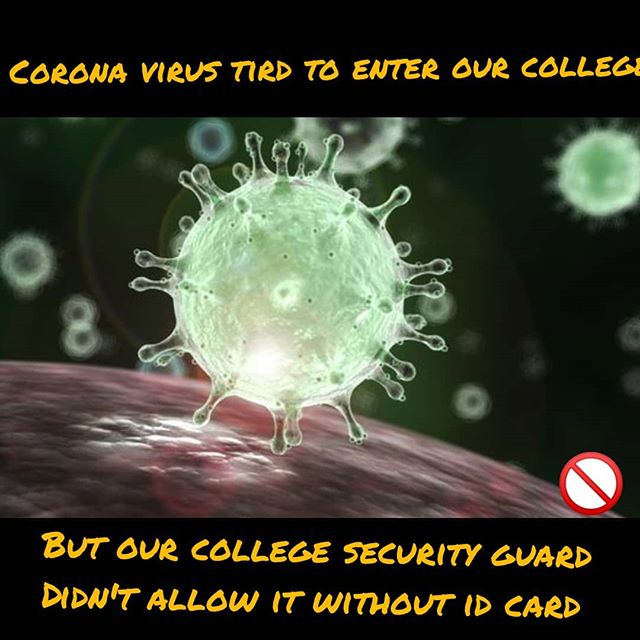 Corona virus tird to enter our college
But our college security guard
Didn't allow it without id card